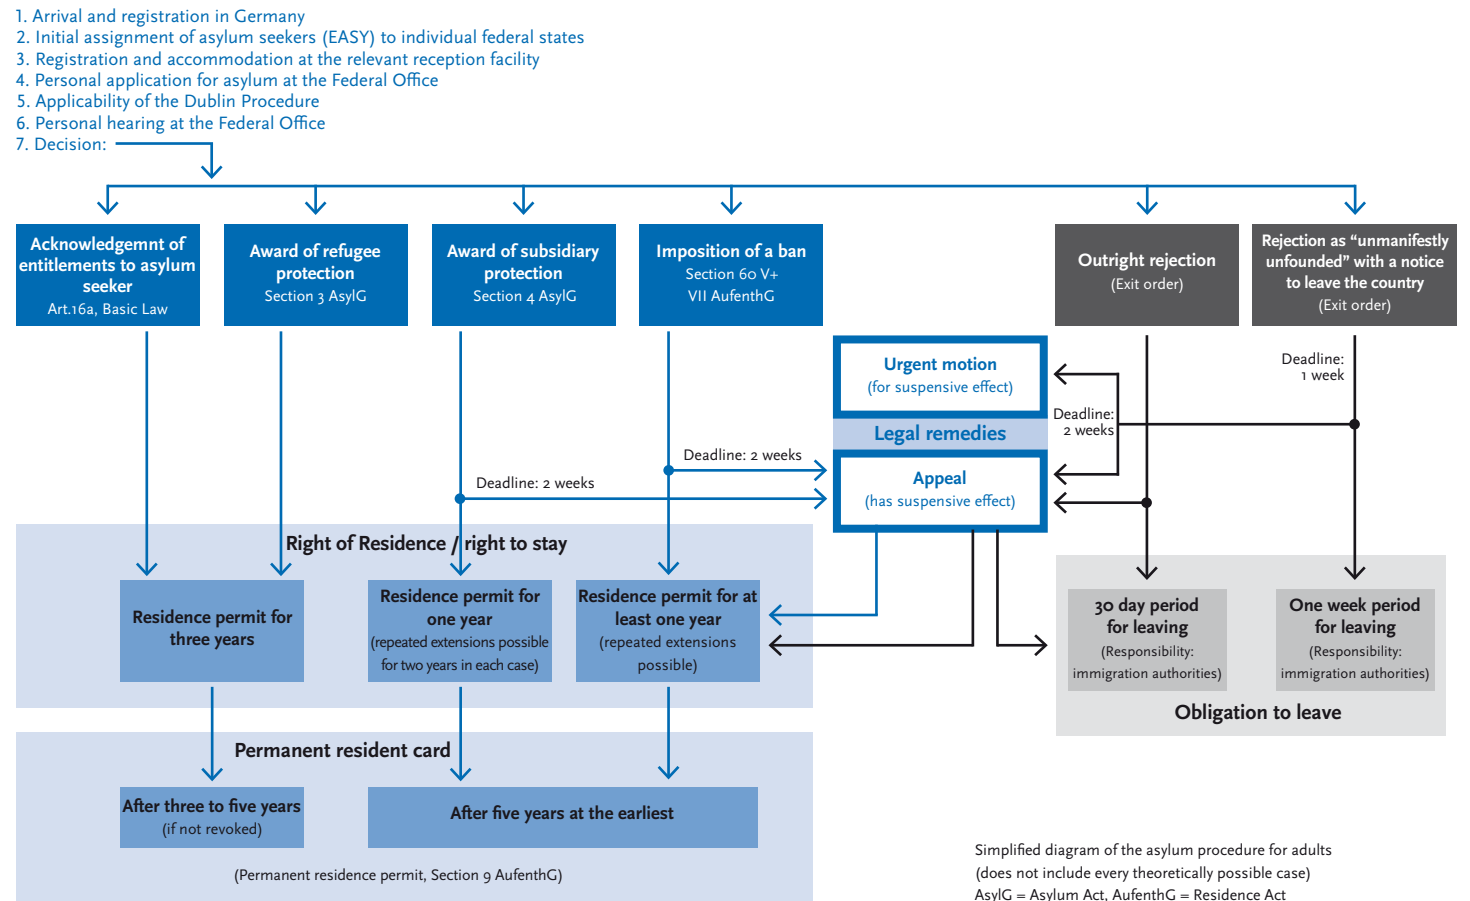 1. Arrival and registration in Germany
2. Initial assignment of asylum seekers (EASY) to individual federal states
3. Registration and accommodation at the relevant reception facility
4. Personal application for asylum at the Federal Office
5. Applicability of the Dublin Procedure
6. Personal hearing at the Federal Office
7. Decision:
Acknowledgemnt of
entitlements to asylum
seeker
Art.16a, Basic Law
Award of refugee
protection
Section 3 AsylG
Award of subsidiary
protection
Section 4 AsylG
Imposition of a ban
Section 60 V+
VII AufenthG
Outright rejection
(Exit order)
Rejection as “unmanifestly
unfounded” with a notice
to leave the country
(Exit order)
Urgent motion
(for suspensive effect)
Legal remedies
Appeal
(has suspensive effect)
Deadline:
1 week
Deadline:
2 weeks
Deadline: 2 weeks
Deadline: 2 weeks
Right of Residence / right to stay
Residence permit for
three years
Residence permit for
one year
(repeated extensions possible
for two years in each case)
Residence permit for at
least one year
(repeated extensions
possible)
30 day period
for leaving
(Responsibility:
immigration authorities)
One week period
for leaving
(Responsibility:
immigration authorities)
Obligation to leave
Permanent resident card
After three to five years
(if not revoked)
After five years at the earliest
(Permanent residence permit, Section 9 AufenthG)
Simplified diagram of the asylum procedure for adults
(does not include every theoretically possible case)
AsylG = Asylum Act, AufenthG = Residence Act